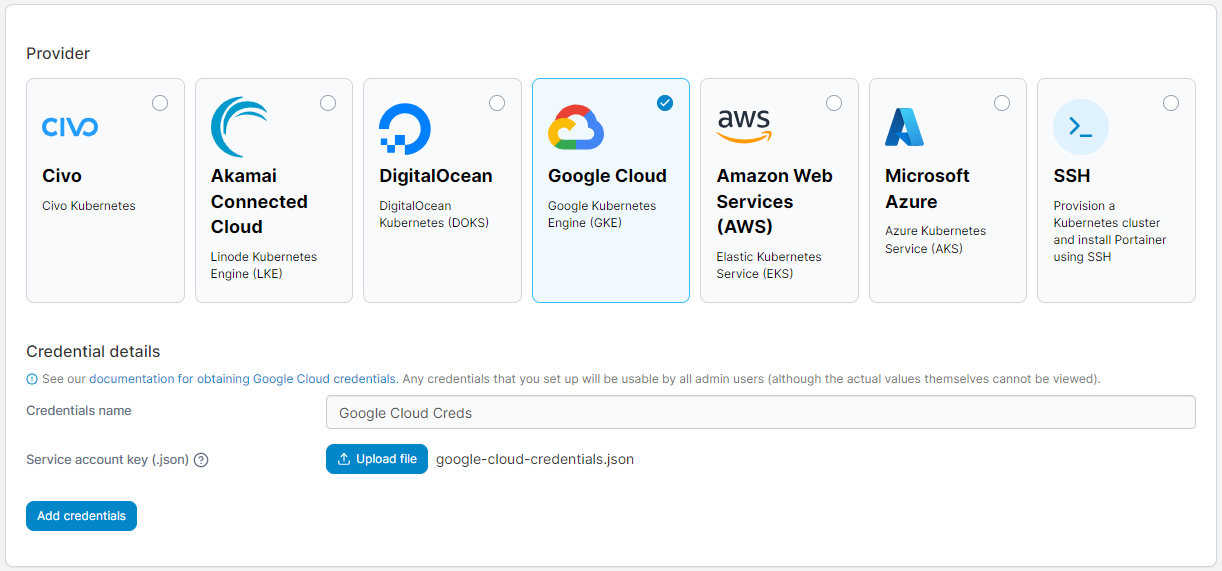 Provider
CIVO
Civo
Civo Kubernetes
Akamai
Connected
Cloud
Linode Kubernetes
Engine (LKE)
DigitalOcean
DigitalOcean
Kubernetes (DOKS)
Google Cloud
Google Kubernetes
Engine (GKE)
aws
Amazon Web
Services
(AWS)
Elastic Kubernetes
Service (EKS)
Microsoft
Azure
Azure Kubernetes
Service (AKS)
>_
SSH
Provision a
Kubernetes cluster
and install Portainer
using SSH
Credential details
See our documentation for obtaining Google Cloud credentials. Any credentials that you set up will be usable by all admin users (although the actual values themselves cannot be viewed).
Credentials name
Google Cloud Creds
Service account key (.json) ?
Upload file google-cloud-credentials.json
Add credentials